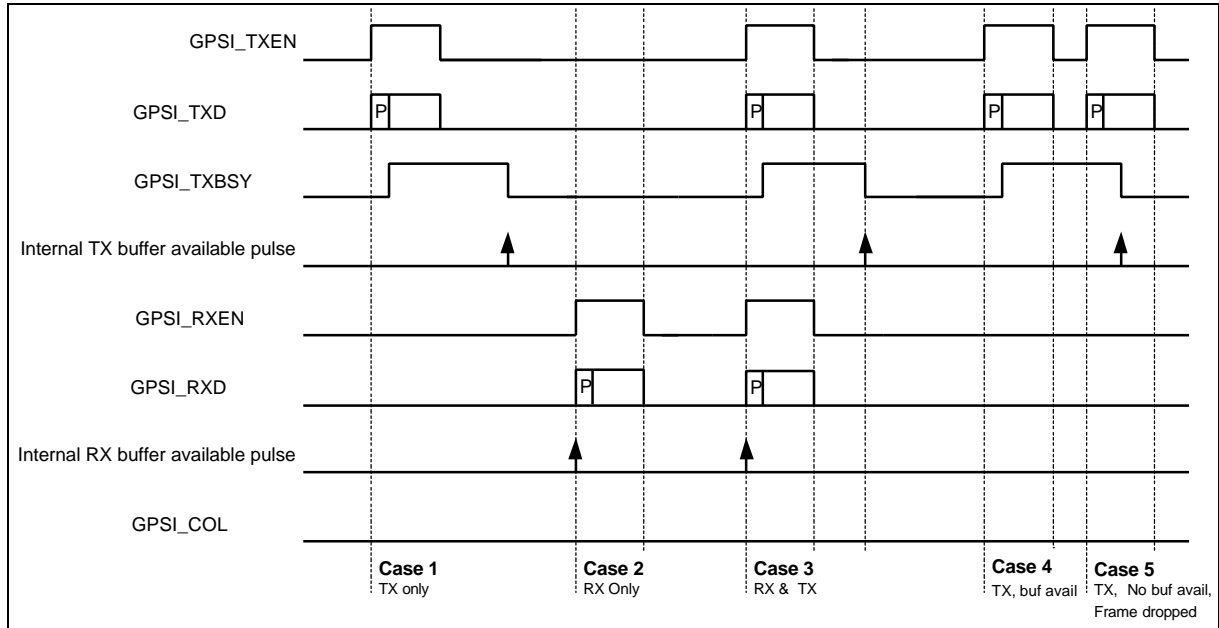 GPSI_TXEN
GPSI_TXD
P
P
P
P
GPSI_TXBSY
Internal TX buffer available pulse
GPSI_RXEN
GPSI_RXD
P
P
Internal RX buffer available pulse
GPSI_COL
Case 1
TX only
Case 2
RX Only
Case 3
RX & TX
Case 4
TX, buf avail
Case 5
TX, No buf avail,
Frame dropped